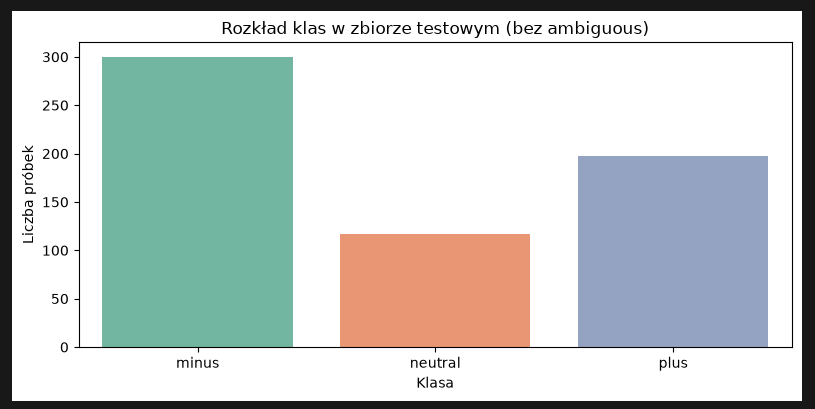 Rozkład klas w zbiorze testowym (bez ambiguous)
Liczba próbek
300
250
200
150
100
50
0
minus neutral plus
Klasa